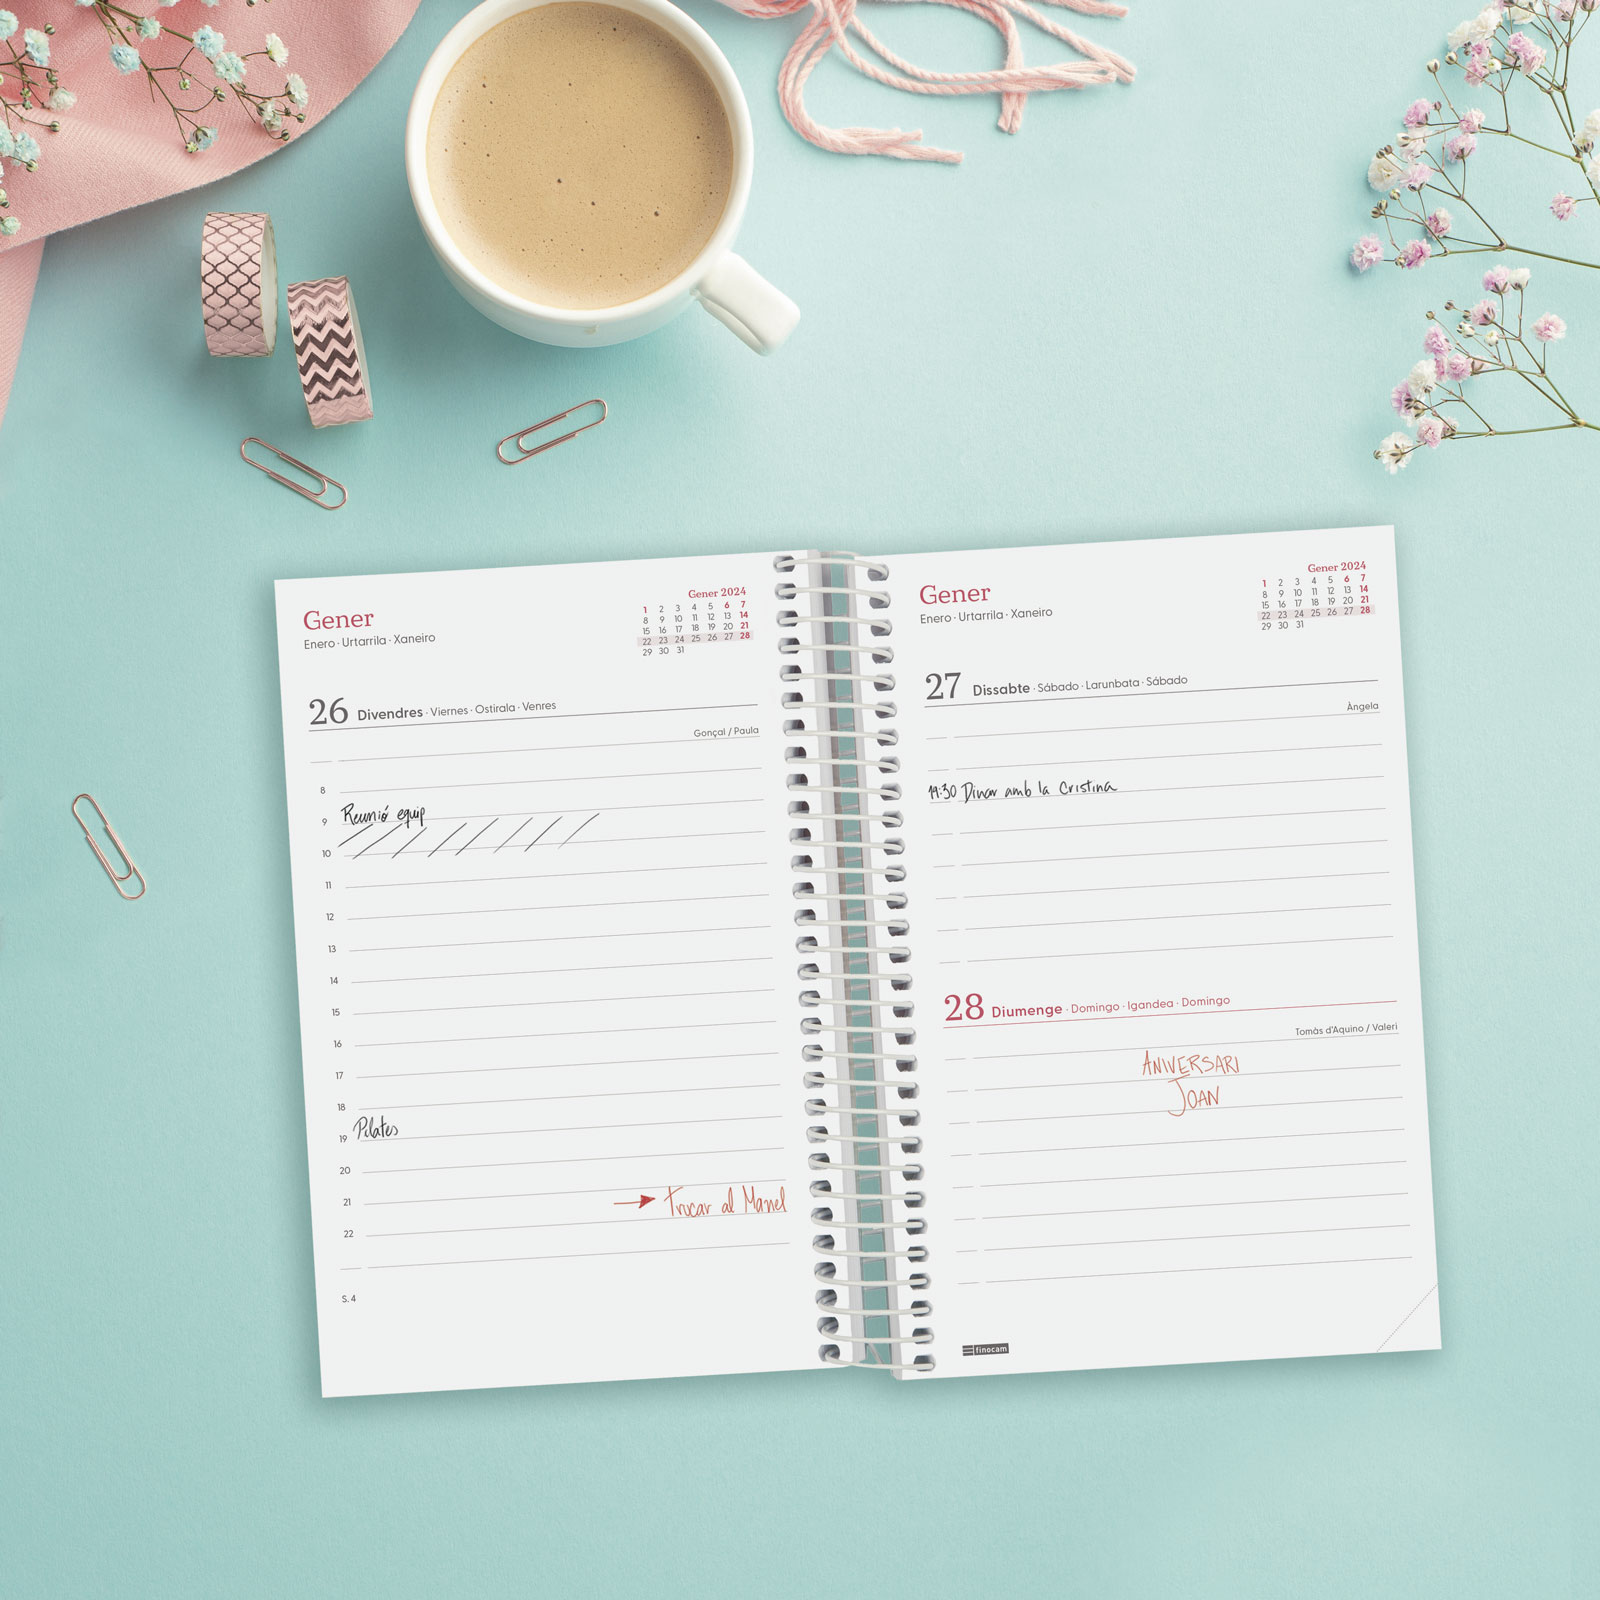 Gener
Enero · Urtarrila · Xaneiro
Gener 2024
1 2 3 4 5 6 7
8 9 10 11 12 13 14
15 16 17 18 19 20 21
22 23 24 25 26 27 28
29 30 31
26 Divendres · Viernes · Ostirala · Venres
Gonçal / Paula
8
9 Reunió equip
10
11
12
13
14
15
16
17
18
19 Pilates
20
21 Trucar al Manel
22
S. 4
Gener
Enero · Urtarrila · Xaneiro
Gener 2024
1 2 3 4 5 6 7
8 9 10 11 12 13 14
15 16 17 18 19 20 21
22 23 24 25 26 27 28
29 30 31
27 Dissabte · Sábado · Larunbata · Sábado
Àngela
Dinar amb la Cristina
28 Diumenge · Domingo · Igandea · Domingo
Tomàs d'Aquino / Valeri
ANIVERSARI
JOAN
finocam